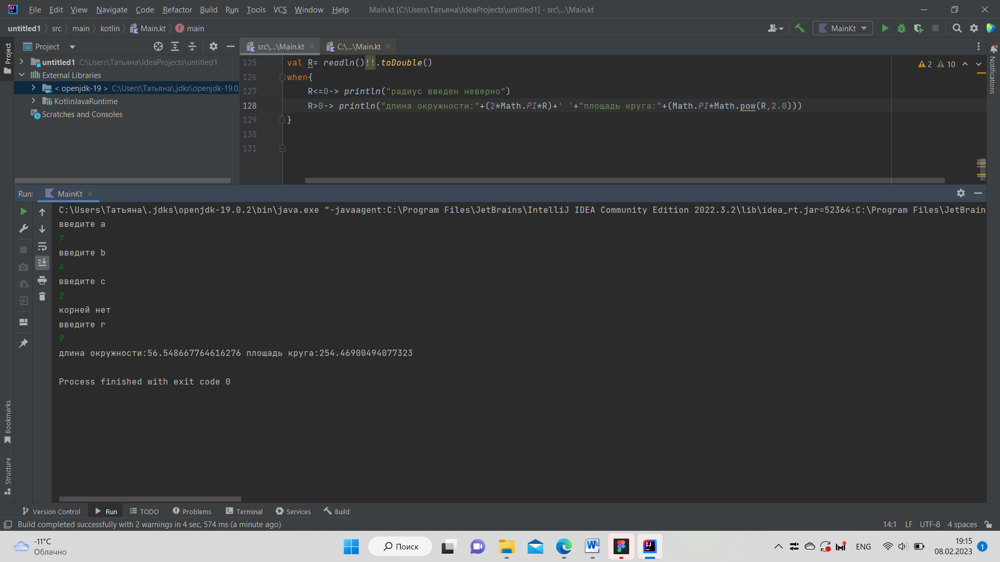 File Edit View Navigate Code Refactor Build Run Tools VCS Window Help Main.kt [C:\Users\Татьяна\IdeaProjects\untitled1] - src\...\Main.kt
untitled1 src main kotlin Main.kt main MainKt
Project src\...\Main.kt C:\...\Main.kt
Project
Notifications
untitled1 C:\Users\Татьяна\IdeaProjects\untitled1
External Libraries
< openjdk-19 > C:\Users\Татьяна\.jdks\openjdk-19.0.
KotlinJavaRuntime
Scratches and Consoles
2 10
125 val R= readln()!!.toDouble()
126 when{
127 R<=0-> println("радиус введен неверно")
128 R>0-> println("длина окружности:"+(2*Math.PI*R)+' '+"площадь круга:"+(Math.PI*Math.pow(R,2.0)))
129 }
130
131
Run: MainKt
C:\Users\Татьяна\.jdks\openjdk-19.0.2\bin\java.exe "-javaagent:C:\Program Files\JetBrains\IntelliJ IDEA Community Edition 2022.3.2\lib\idea_rt.jar=52364:C:\Program Files\JetBrain
введите a
7
введите b
4
введите c
2
корней нет
введите r
9
длина окружности:56.548667764616276 площадь круга:254.46900494077323
Process finished with exit code 0
Bookmarks
Structure
Version Control Run TODO Problems Terminal Services Build
Build completed successfully with 2 warnings in 4 sec, 574 ms (a minute ago) 14:1 LF UTF-8 4 spaces
-11°C
Облачно
Поиск
ENG
19:15
08.02.2023
1